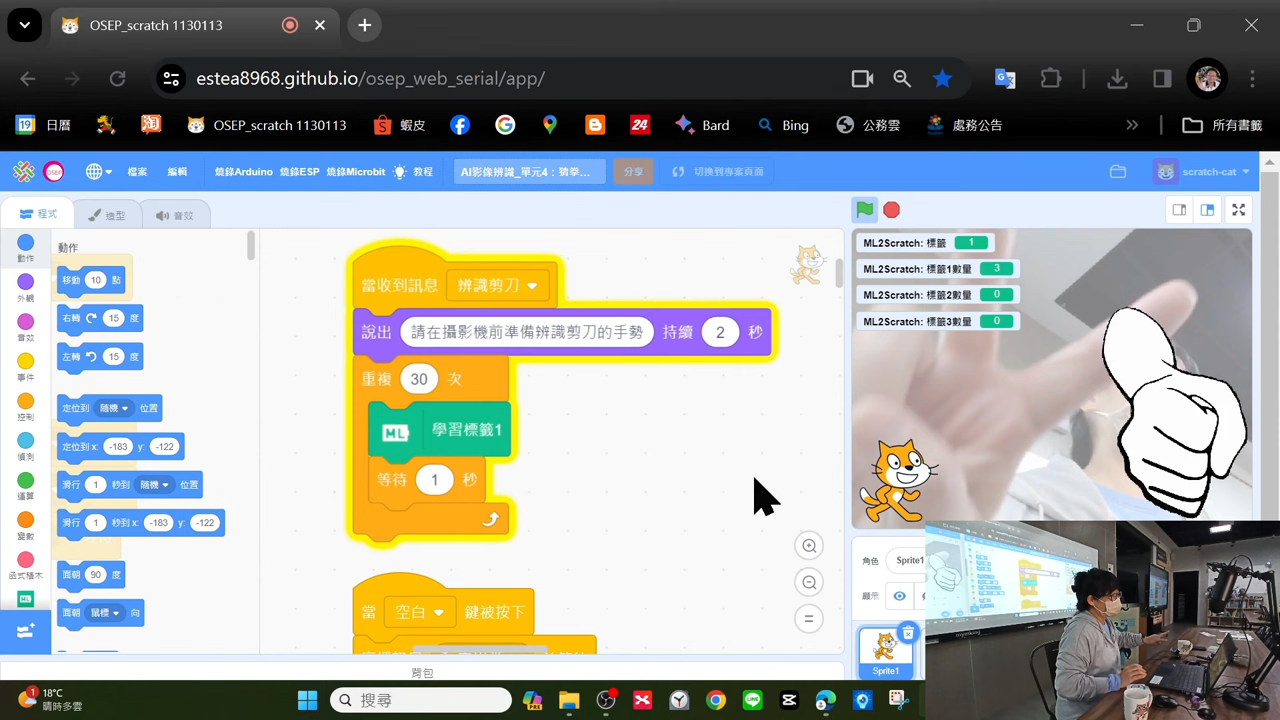 OSEP_scratch 1130113
estea8968.github.io/osep_web_serial/app/
19 日曆
淘
OSEP_scratch 1130113
蝦皮
24
Bard
Bing
公務雲
處務公告
所有書籤
OSEP
檔案
編輯
燒錄Arduino
燒錄ESP
燒錄Microbit
教程
AI影像辨識_單元4：猜拳...
分享
切換到專案頁面
scratch-cat
程式
造型
音效
動作
外觀
音效
事件
控制
偵測
運算
變數
函式積木
動作
移動 10 點
右轉 15 度
左轉 15 度
定位到 隨機 位置
定位到 x: -183 y: -122
滑行 1 秒到 隨機 位置
滑行 1 秒到 x: -183 y: -122
面朝 90 度
面朝 鼠標 向
當收到訊息 辨識剪刀
說出 請在攝影機前準備辨識剪刀的手勢 持續 2 秒
重複 30 次
ML 學習標籤1
等待 1 秒
當 空白 鍵被按下
背包
ML2Scratch: 標籤 1
ML2Scratch: 標籤1數量 3
ML2Scratch: 標籤2數量 0
ML2Scratch: 標籤3數量 0
角色 Sprite1
顯示
Sprite1
1
18°C
晴時多雲
搜尋
PRE
LINE